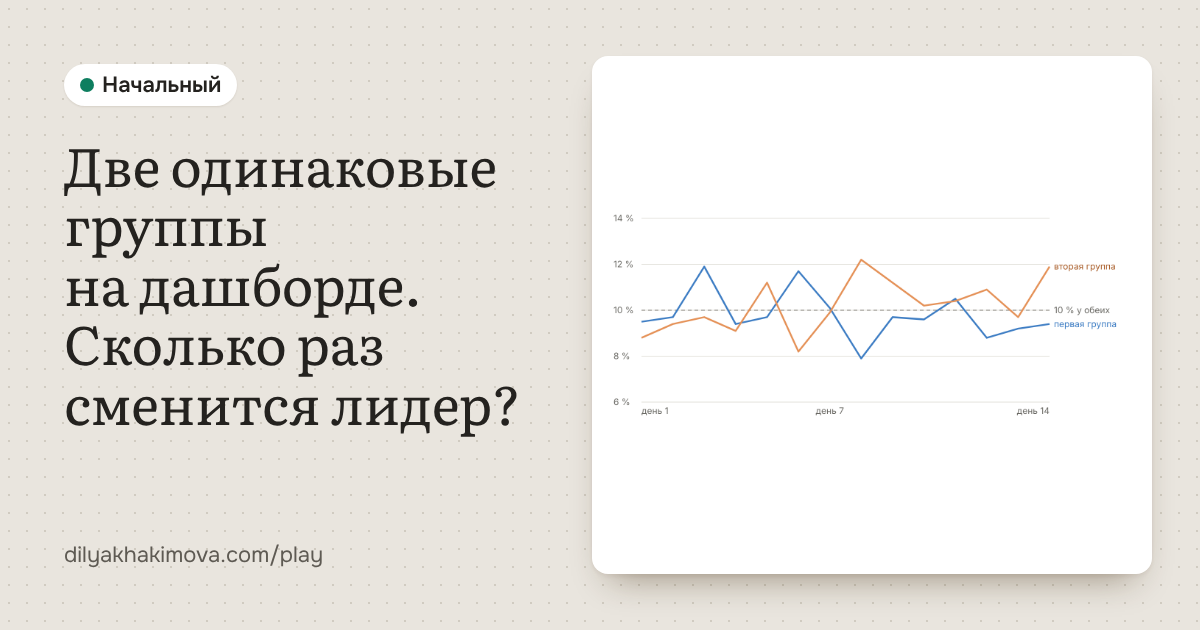 Начальный
Две одинаковые
группы
на дашборде.
Сколько раз
сменится лидер?
dilyakhakimova.com/play
14 %
12 %
10 %
8 %
6 %
вторая группа
10 % у обеих
первая группа
день 1
день 7
день 14